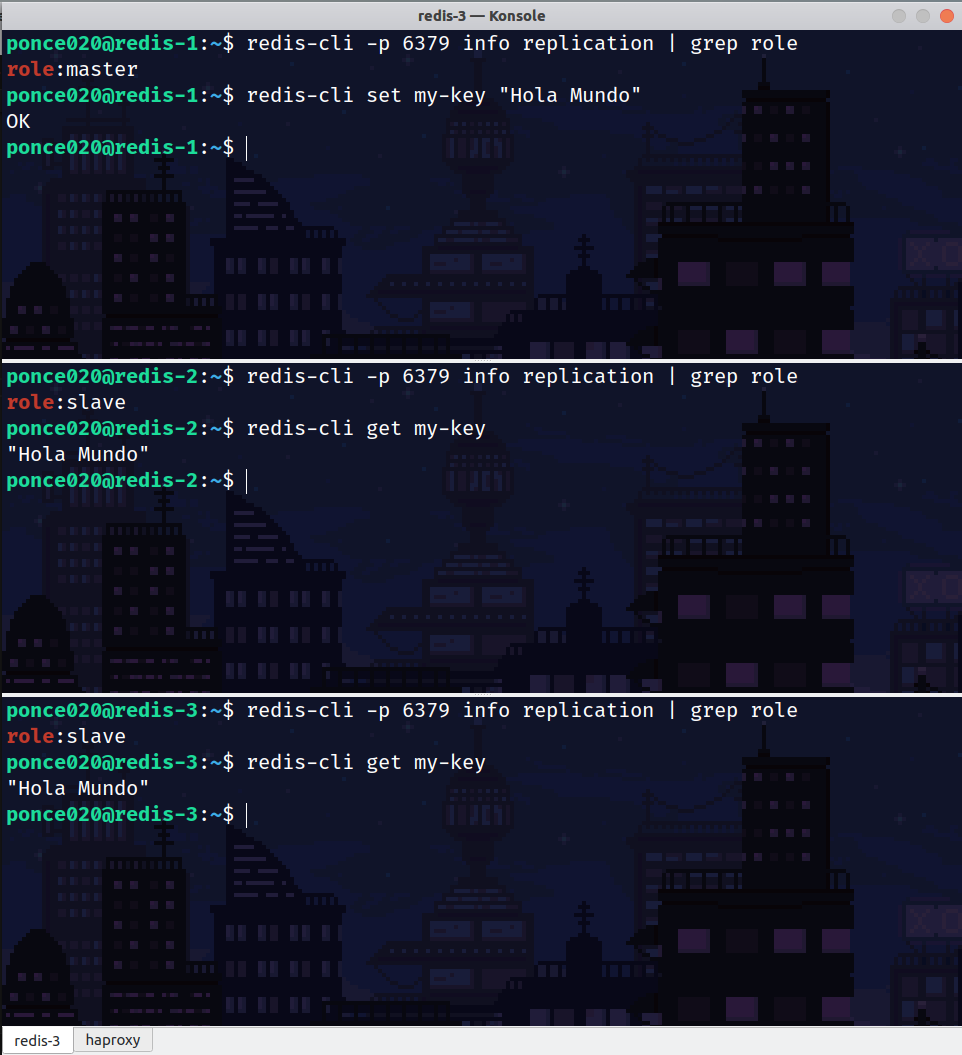 redis-3 — Konsole
ponce020@redis-1:~$ redis-cli -p 6379 info replication | grep role
role:master
ponce020@redis-1:~$ redis-cli set my-key "Hola Mundo"
OK
ponce020@redis-1:~$
ponce020@redis-2:~$ redis-cli -p 6379 info replication | grep role
role:slave
ponce020@redis-2:~$ redis-cli get my-key
"Hola Mundo"
ponce020@redis-2:~$
ponce020@redis-3:~$ redis-cli -p 6379 info replication | grep role
role:slave
ponce020@redis-3:~$ redis-cli get my-key
"Hola Mundo"
ponce020@redis-3:~$
redis-3 haproxy